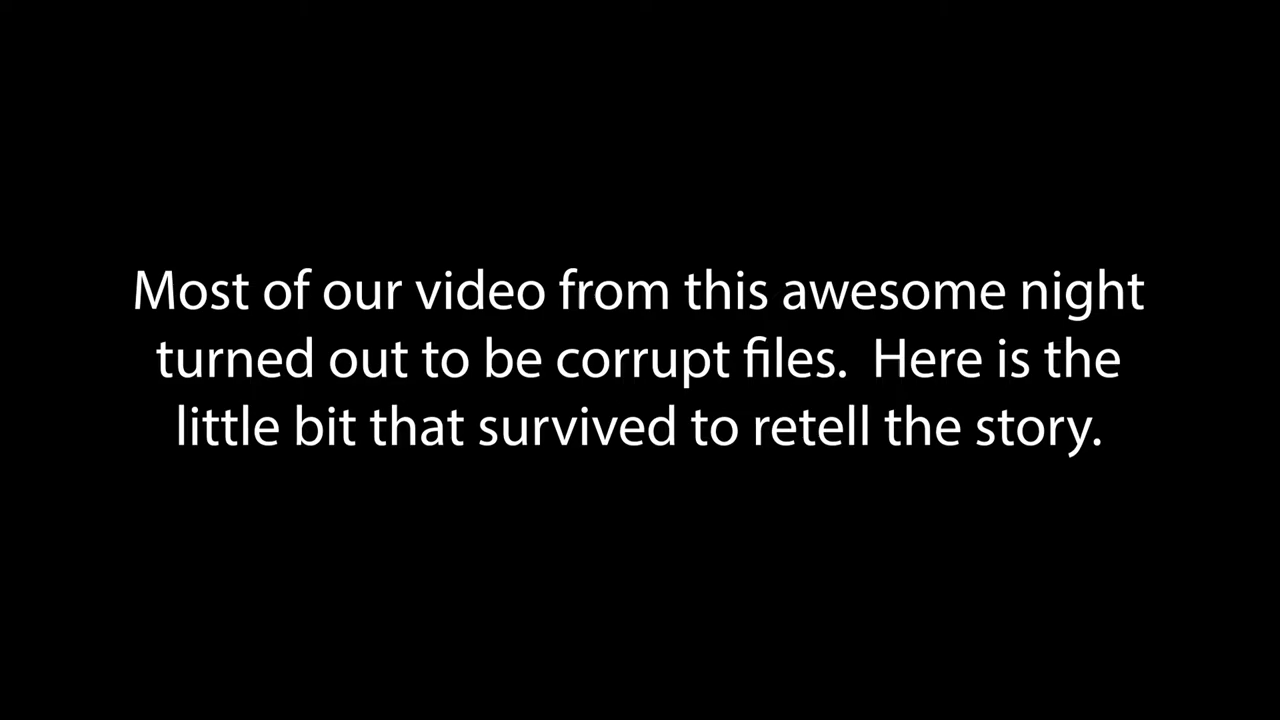 Most of our video from this awesome night
turned out to be corrupt files.  Here is the
little bit that survived to retell the story.